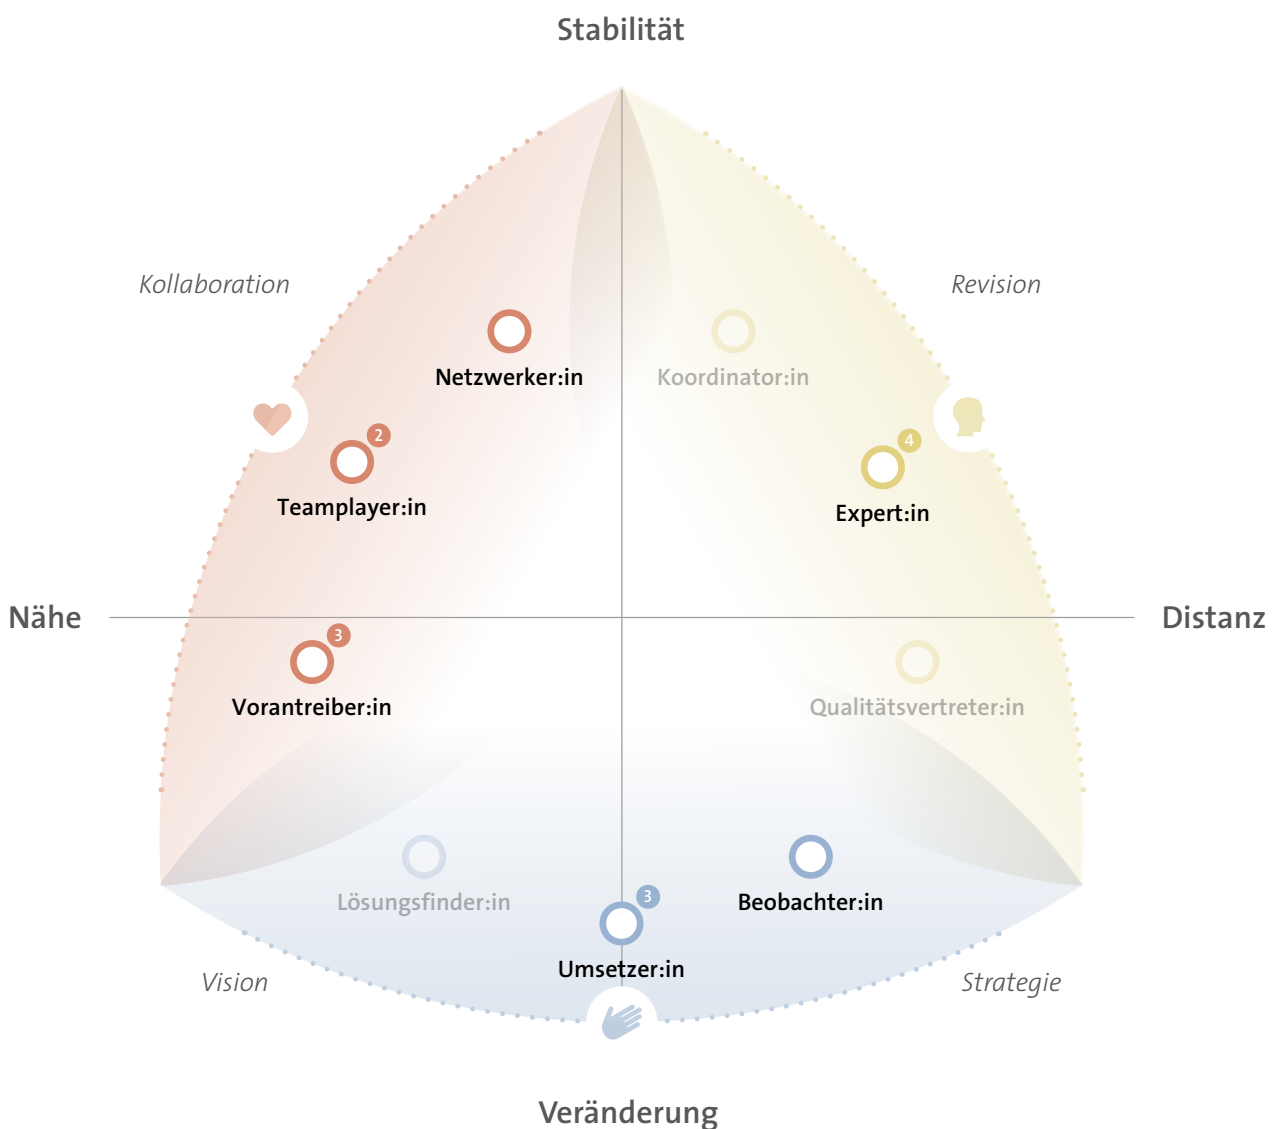 Stabilität
Kollaboration
Revision
Netzwerker:in
Koordinator:in
2
Teamplayer:in
4
Expert:in
Nähe
Distanz
3
Vorantreiber:in
Qualitätsvertreter:in
Lösungsfinder:in
3
Beobachter:in
Umsetzer:in
Vision
Strategie
Veränderung